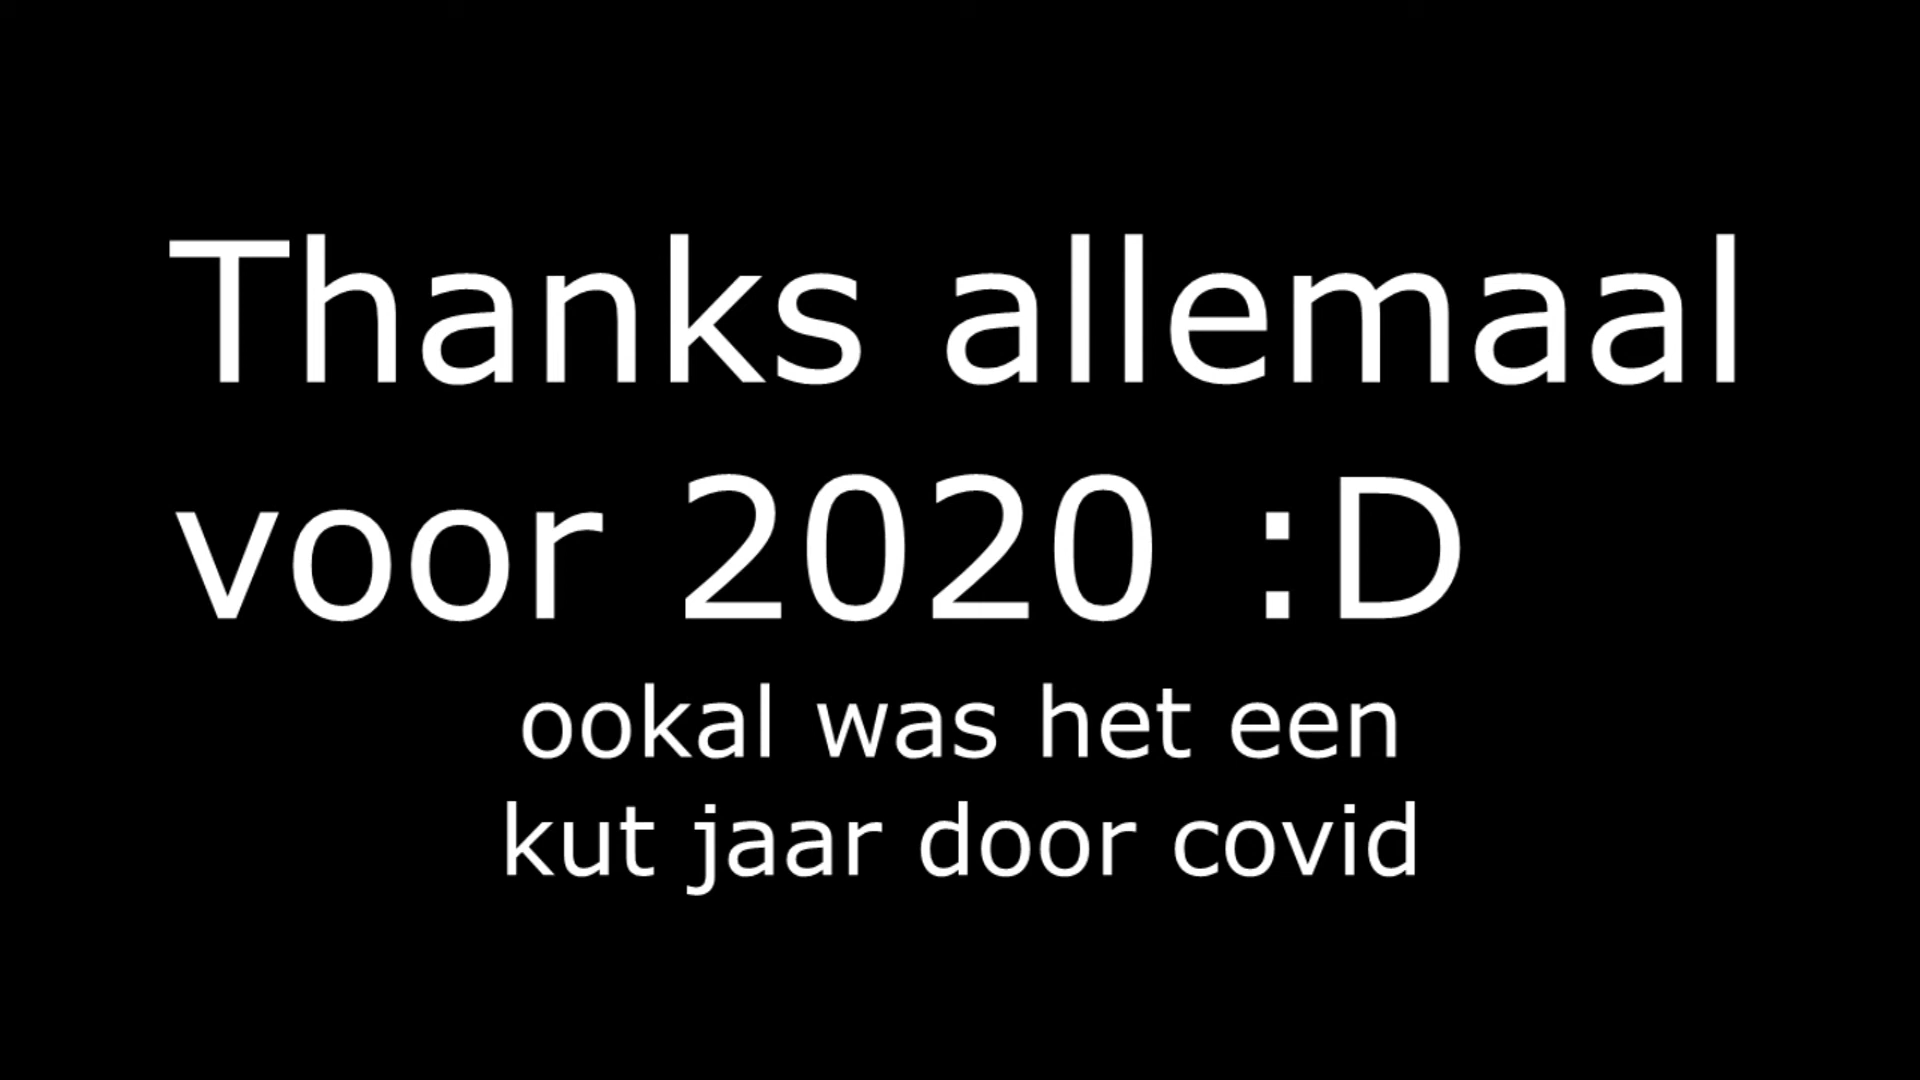 Thanks allemaal
voor 2020 :D
ookal was het een
kut jaar door covid